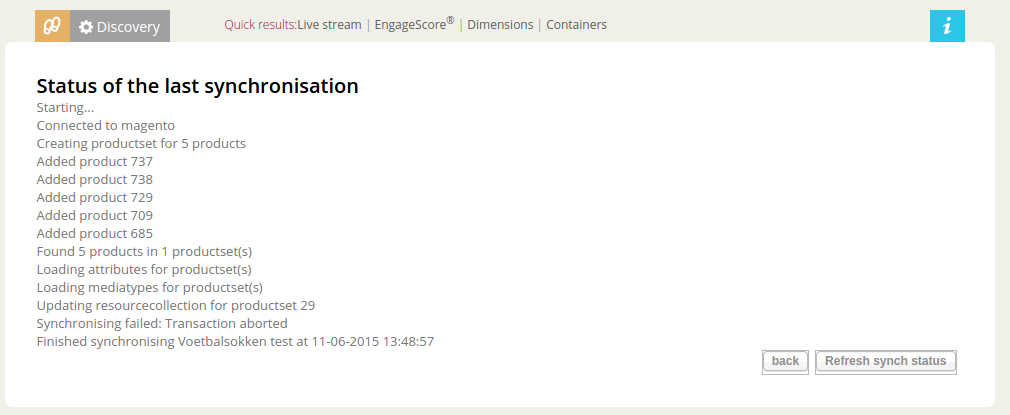 go Discovery Quick results:Live stream | EngageScore® | Dimensions | Containers i
Status of the last synchronisation
Starting...
Connected to magento
Creating productset for 5 products
Added product 737
Added product 738
Added product 729
Added product 709
Added product 685
Found 5 products in 1 productset(s)
Loading attributes for productset(s)
Loading mediatypes for productset(s)
Updating resourcecollection for productset 29
Synchronising failed: Transaction aborted
Finished synchronising Voetbalsokken test at 11-06-2015 13:48:57
back Refresh synch status